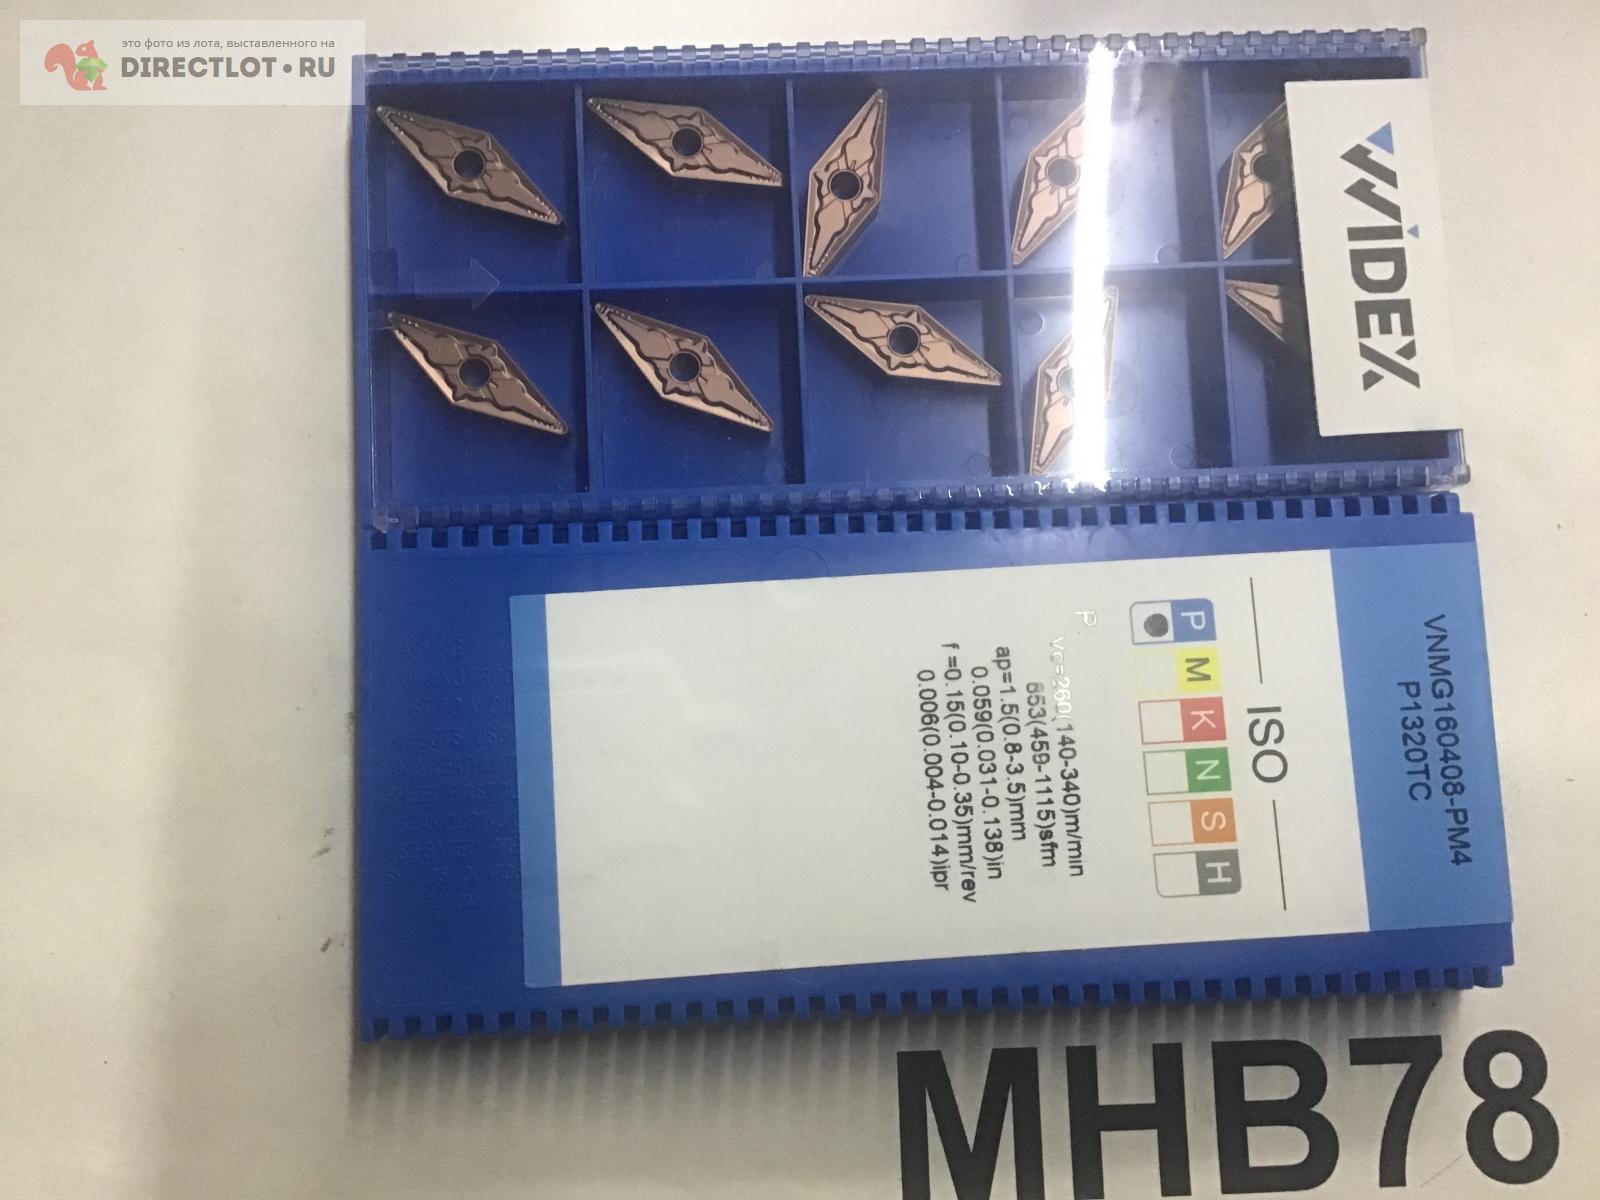 это фото из лота, выставленного на
DIRECTLOT.RU
WIDEX
VNMG160408-PM4
P1320TC
ISO
P M K N S H
P. vc=260(140-340)m/min
853(459-1115)sfm
ap=1.5(0.8-3.5)mm
0.059(0.031-0.138)in
f =0.15(0.10-0.35)mm/rev
0.006(0.004-0.014)ipr
MHB78